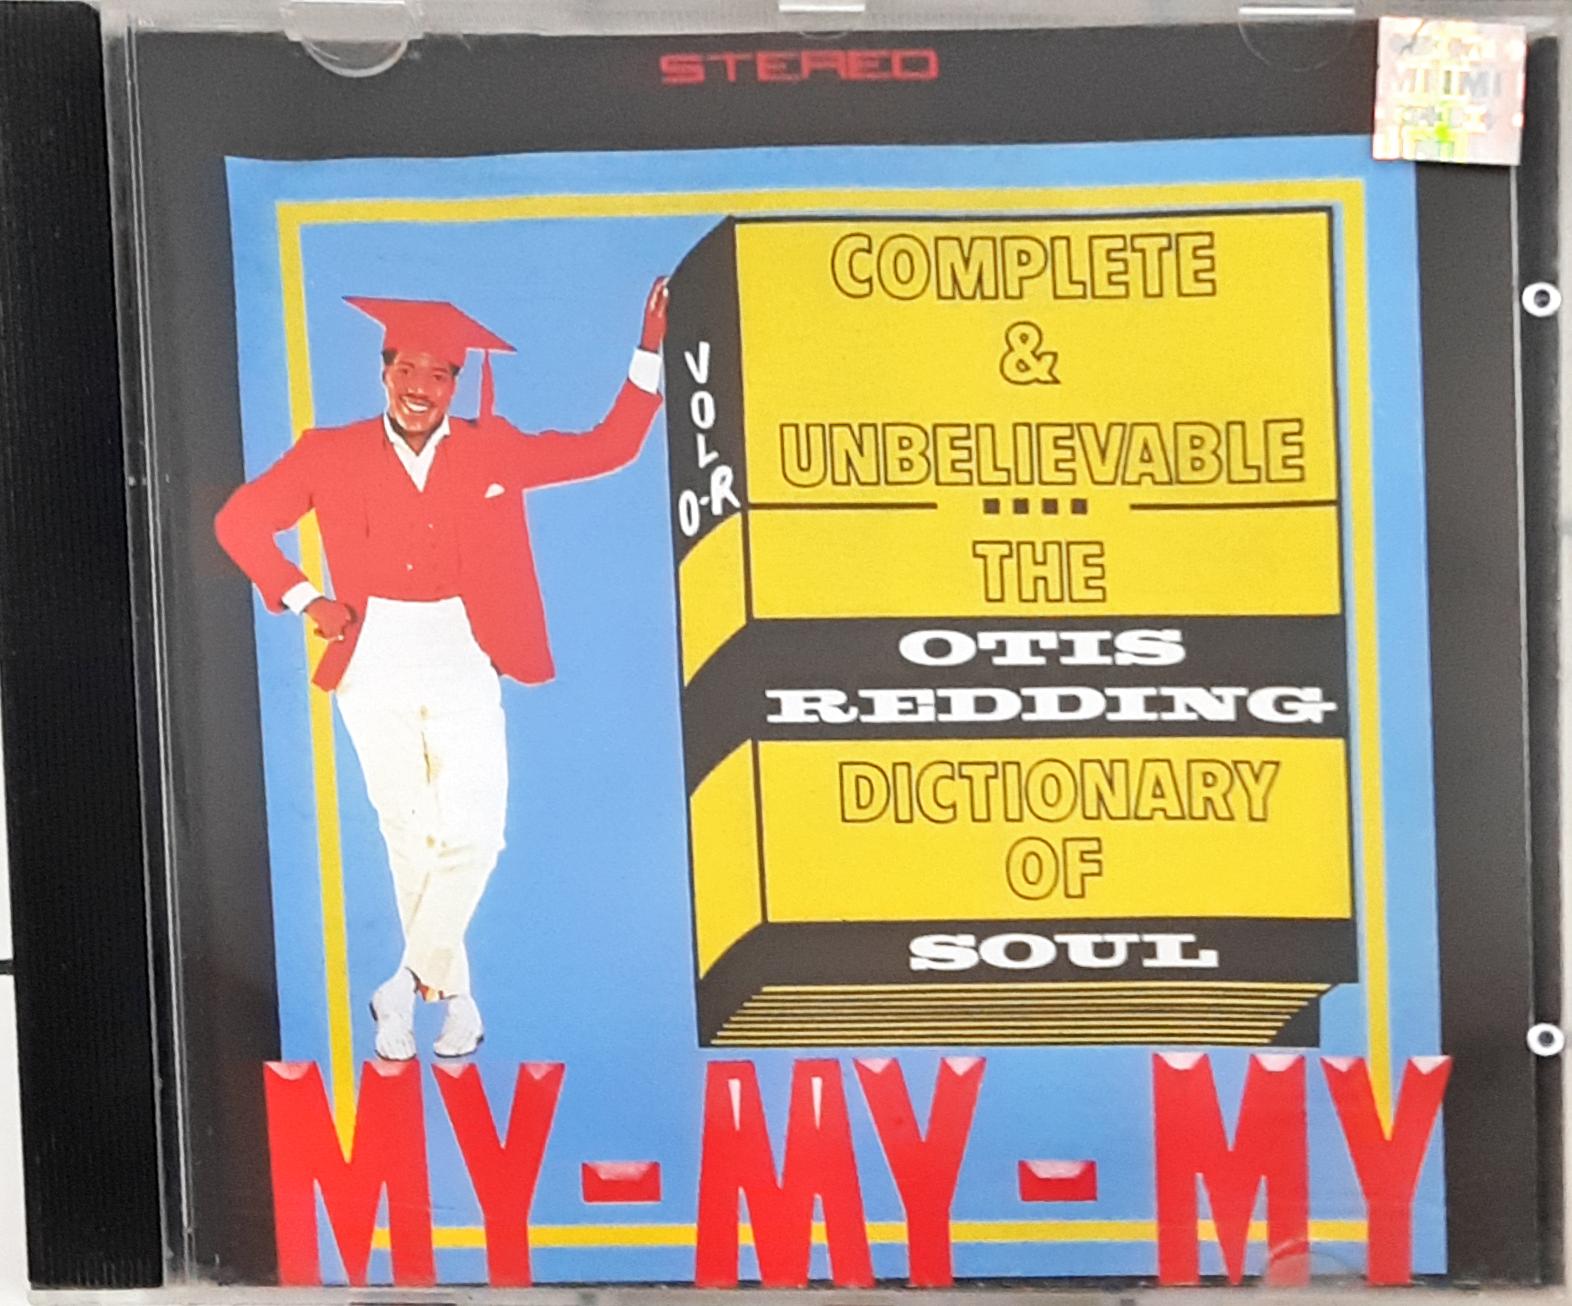 STEREO
COMPLETE
&
UNBELIEVABLE
....
THE
OTIS
REDDING
DICTIONARY
OF
SOUL
VOL
O-R
MY-MY-MY